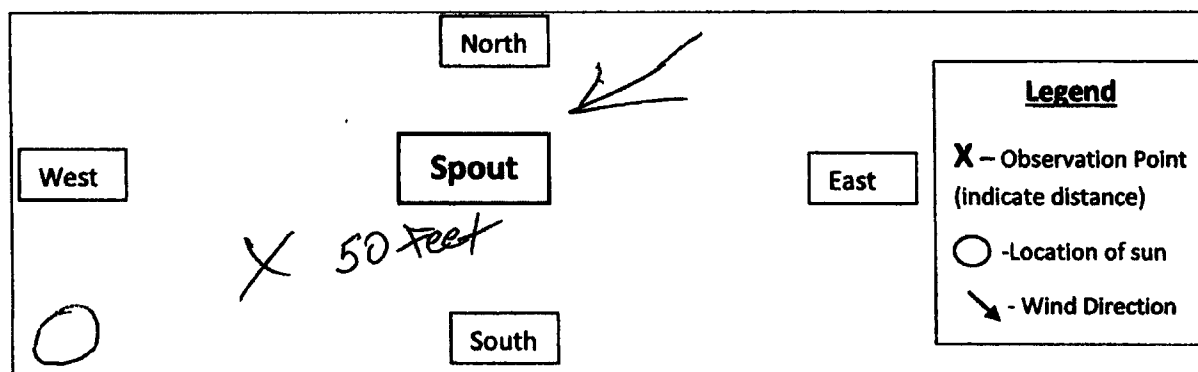 North
Legend
West
Spout
East
X – Observation Point
(indicate distance)
X 50 Feet
-Location of sun
- Wind Direction
South